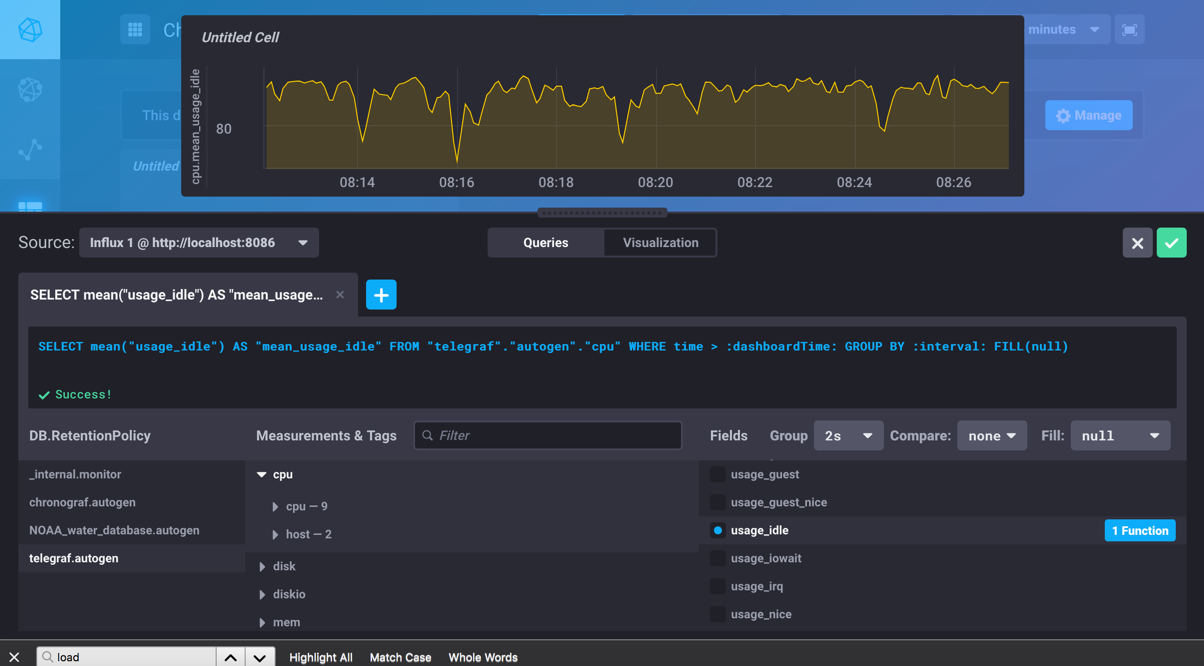 Ch
minutes
Untitled Cell
cpu.mean_usage_idle
80
08:14 08:16 08:18 08:20 08:22 08:24 08:26
This d
Manage
Untitled
Source: Influx 1 @ http://localhost:8086
Queries Visualization
SELECT mean("usage_idle") AS "mean_usage...
SELECT mean("usage_idle") AS "mean_usage_idle" FROM "telegraf"."autogen"."cpu" WHERE time > :dashboardTime: GROUP BY :interval: FILL(null)
Success!
DB.RetentionPolicy
Measurements & Tags
Filter
Fields Group 2s Compare: none Fill: null
_internal.monitor
chronograf.autogen
NOAA_water_database.autogen
telegraf.autogen
cpu
cpu — 9
host — 2
disk
diskio
mem
usage_guest
usage_guest_nice
usage_idle 1 Function
usage_iowait
usage_irq
usage_nice
load Highlight All Match Case Whole Words